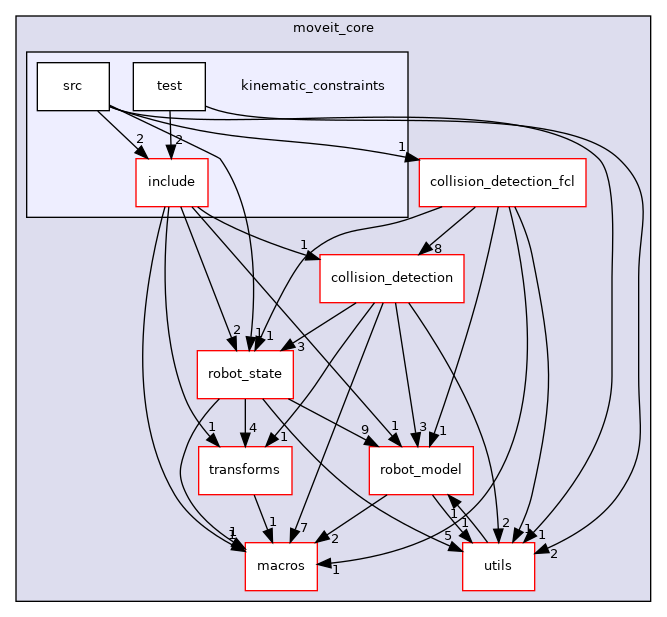 moveit_core
src
test
kinematic_constraints
2
2
1
include
collision_detection_fcl
1
8
collision_detection
2
1
1
3
robot_state
1
4
1
9
1
3
1
transforms
robot_model
1
1
7
2
1
1
5
2
1
1
2
1
macros
utils